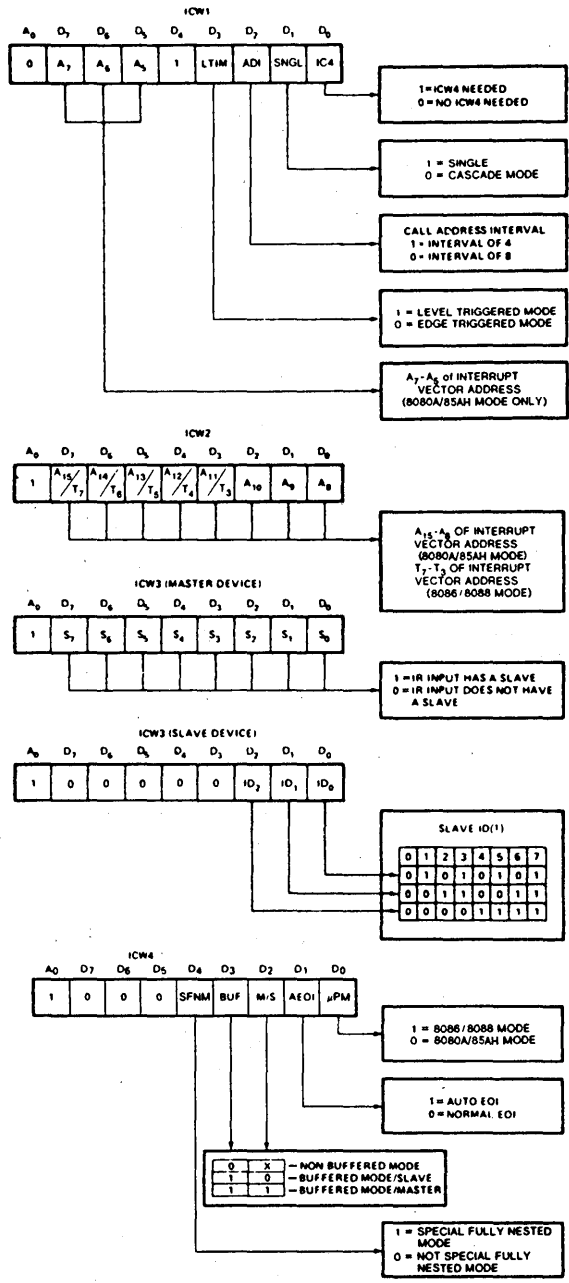 ICW1
A0 D7 D6 D5 D4 D3 D7 D1 D0
0 A7 A6 A5 1 LTIM ADI SNGL IC4
1 = ICW4 NEEDED
0 = NO ICW4 NEEDED
1 = SINGLE
0 = CASCADE MODE
CALL ADDRESS INTERVAL
1 = INTERVAL OF 4
0 = INTERVAL OF 8
1 = LEVEL TRIGGERED MODE
0 = EDGE TRIGGERED MODE
A7-A5 of INTERRUPT
VECTOR ADDRESS
(8080A/85AH MODE ONLY)
ICW2
A0 D7 D6 D5 D4 D3 D2 D1 D0
1 A15/T7 A14/T6 A13/T5 A12/T4 A11/T3 A10 A9 A8
A15-A8 OF INTERRUPT
VECTOR ADDRESS
(8080A/85AH MODE)
T7-T3 OF INTERRUPT
VECTOR ADDRESS
(8086/8088 MODE)
ICW3 (MASTER DEVICE)
A0 D7 D6 D5 D4 D3 D2 D1 D0
1 S7 S6 S5 S4 S3 S2 S1 S0
1 = IR INPUT HAS A SLAVE
0 = IR INPUT DOES NOT HAVE
A SLAVE
ICW3 (SLAVE DEVICE)
A0 D7 D6 D5 D4 D3 D2 D1 D0
1 0 0 0 0 0 ID2 ID1 ID0
SLAVE ID(1)
0 1 2 3 4 5 6 7
0 1 0 1 0 1 0 1
0 0 1 1 0 0 1 1
0 0 0 0 1 1 1 1
ICW4
A0 D7 D6 D5 D4 D3 D2 D1 D0
1 0 0 0 SFNM BUF M/S AEOI µPM
1 = 8086/8088 MODE
0 = 8080A/85AH MODE
1 = AUTO EOI
0 = NORMAL EOI
0 X – NON BUFFERED MODE
1 0 – BUFFERED MODE/SLAVE
1 1 – BUFFERED MODE/MASTER
1 = SPECIAL FULLY NESTED
MODE
0 = NOT SPECIAL FULLY
NESTED MODE